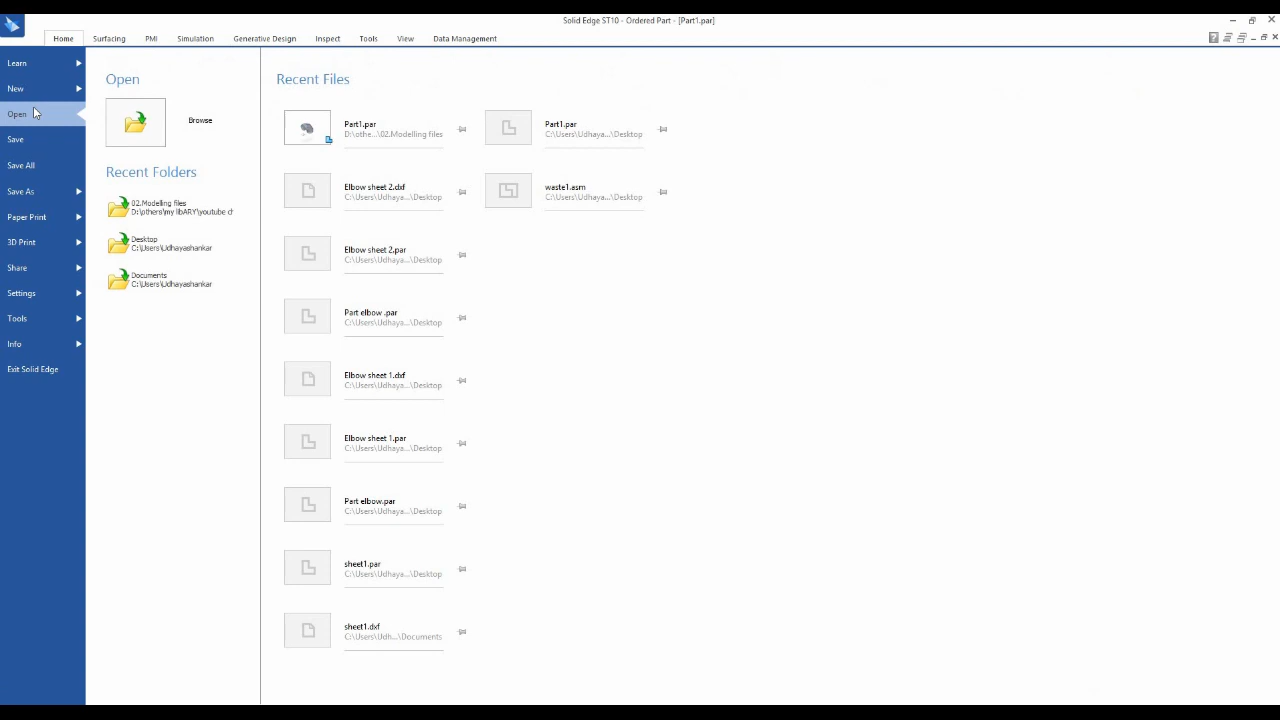 Solid Edge ST10 - Ordered Part - [Part1.par]
Home
Surfacing
PMI
Simulation
Generative Design
Inspect
Tools
View
Data Management
Learn
New
Open
Save
Save All
Save As
Paper Print
3D Print
Share
Settings
Tools
Info
Exit Solid Edge
Open
Browse
Recent Folders
02.Modelling files
D:\others\my libARY\youtube ch
Desktop
C:\Users\Udhayashankar
Documents
C:\Users\Udhayashankar
Recent Files
Part1.par
D:\othe...\02.Modelling files
Elbow sheet 2.dxf
C:\Users\Udhaya...\Desktop
Elbow sheet 2.par
C:\Users\Udhaya...\Desktop
Part elbow .par
C:\Users\Udhaya...\Desktop
Elbow sheet 1.dxf
C:\Users\Udhaya...\Desktop
Elbow sheet 1.par
C:\Users\Udhaya...\Desktop
Part elbow.par
C:\Users\Udhaya...\Desktop
sheet1.par
C:\Users\Udhaya...\Desktop
sheet1.dxf
C:\Users\Udh...\Documents
Part1.par
C:\Users\Udhaya...\Desktop
waste1.asm
C:\Users\Udhaya...\Desktop